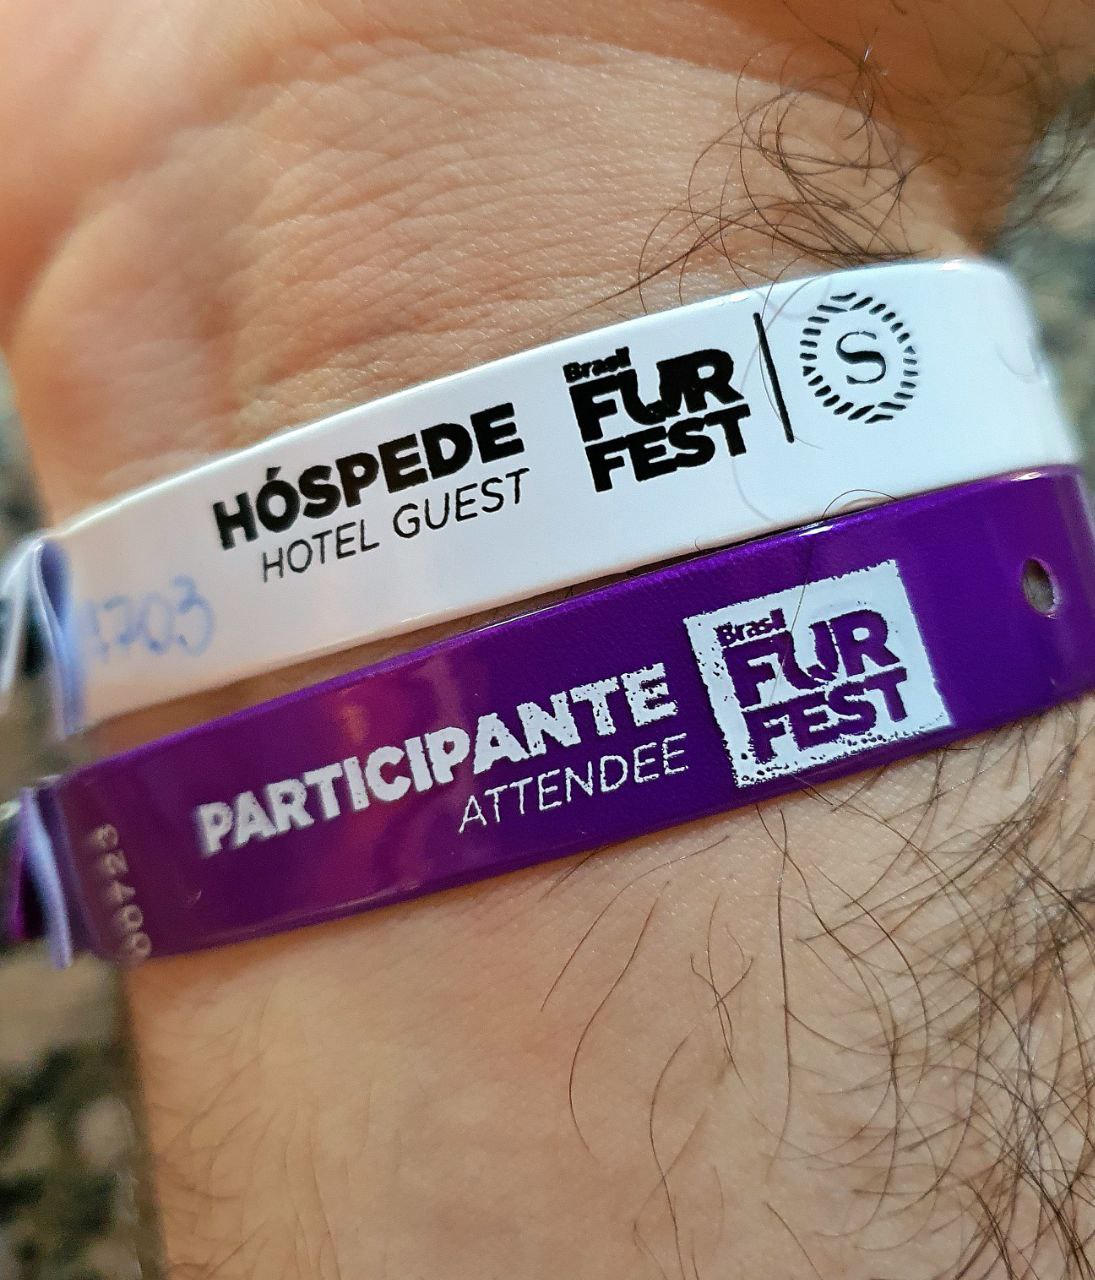 HÓSPEDE
HOTEL GUEST
Brasil
FUR
FEST
S
PARTICIPANTE
ATTENDEE
Brasil
FUR
FEST